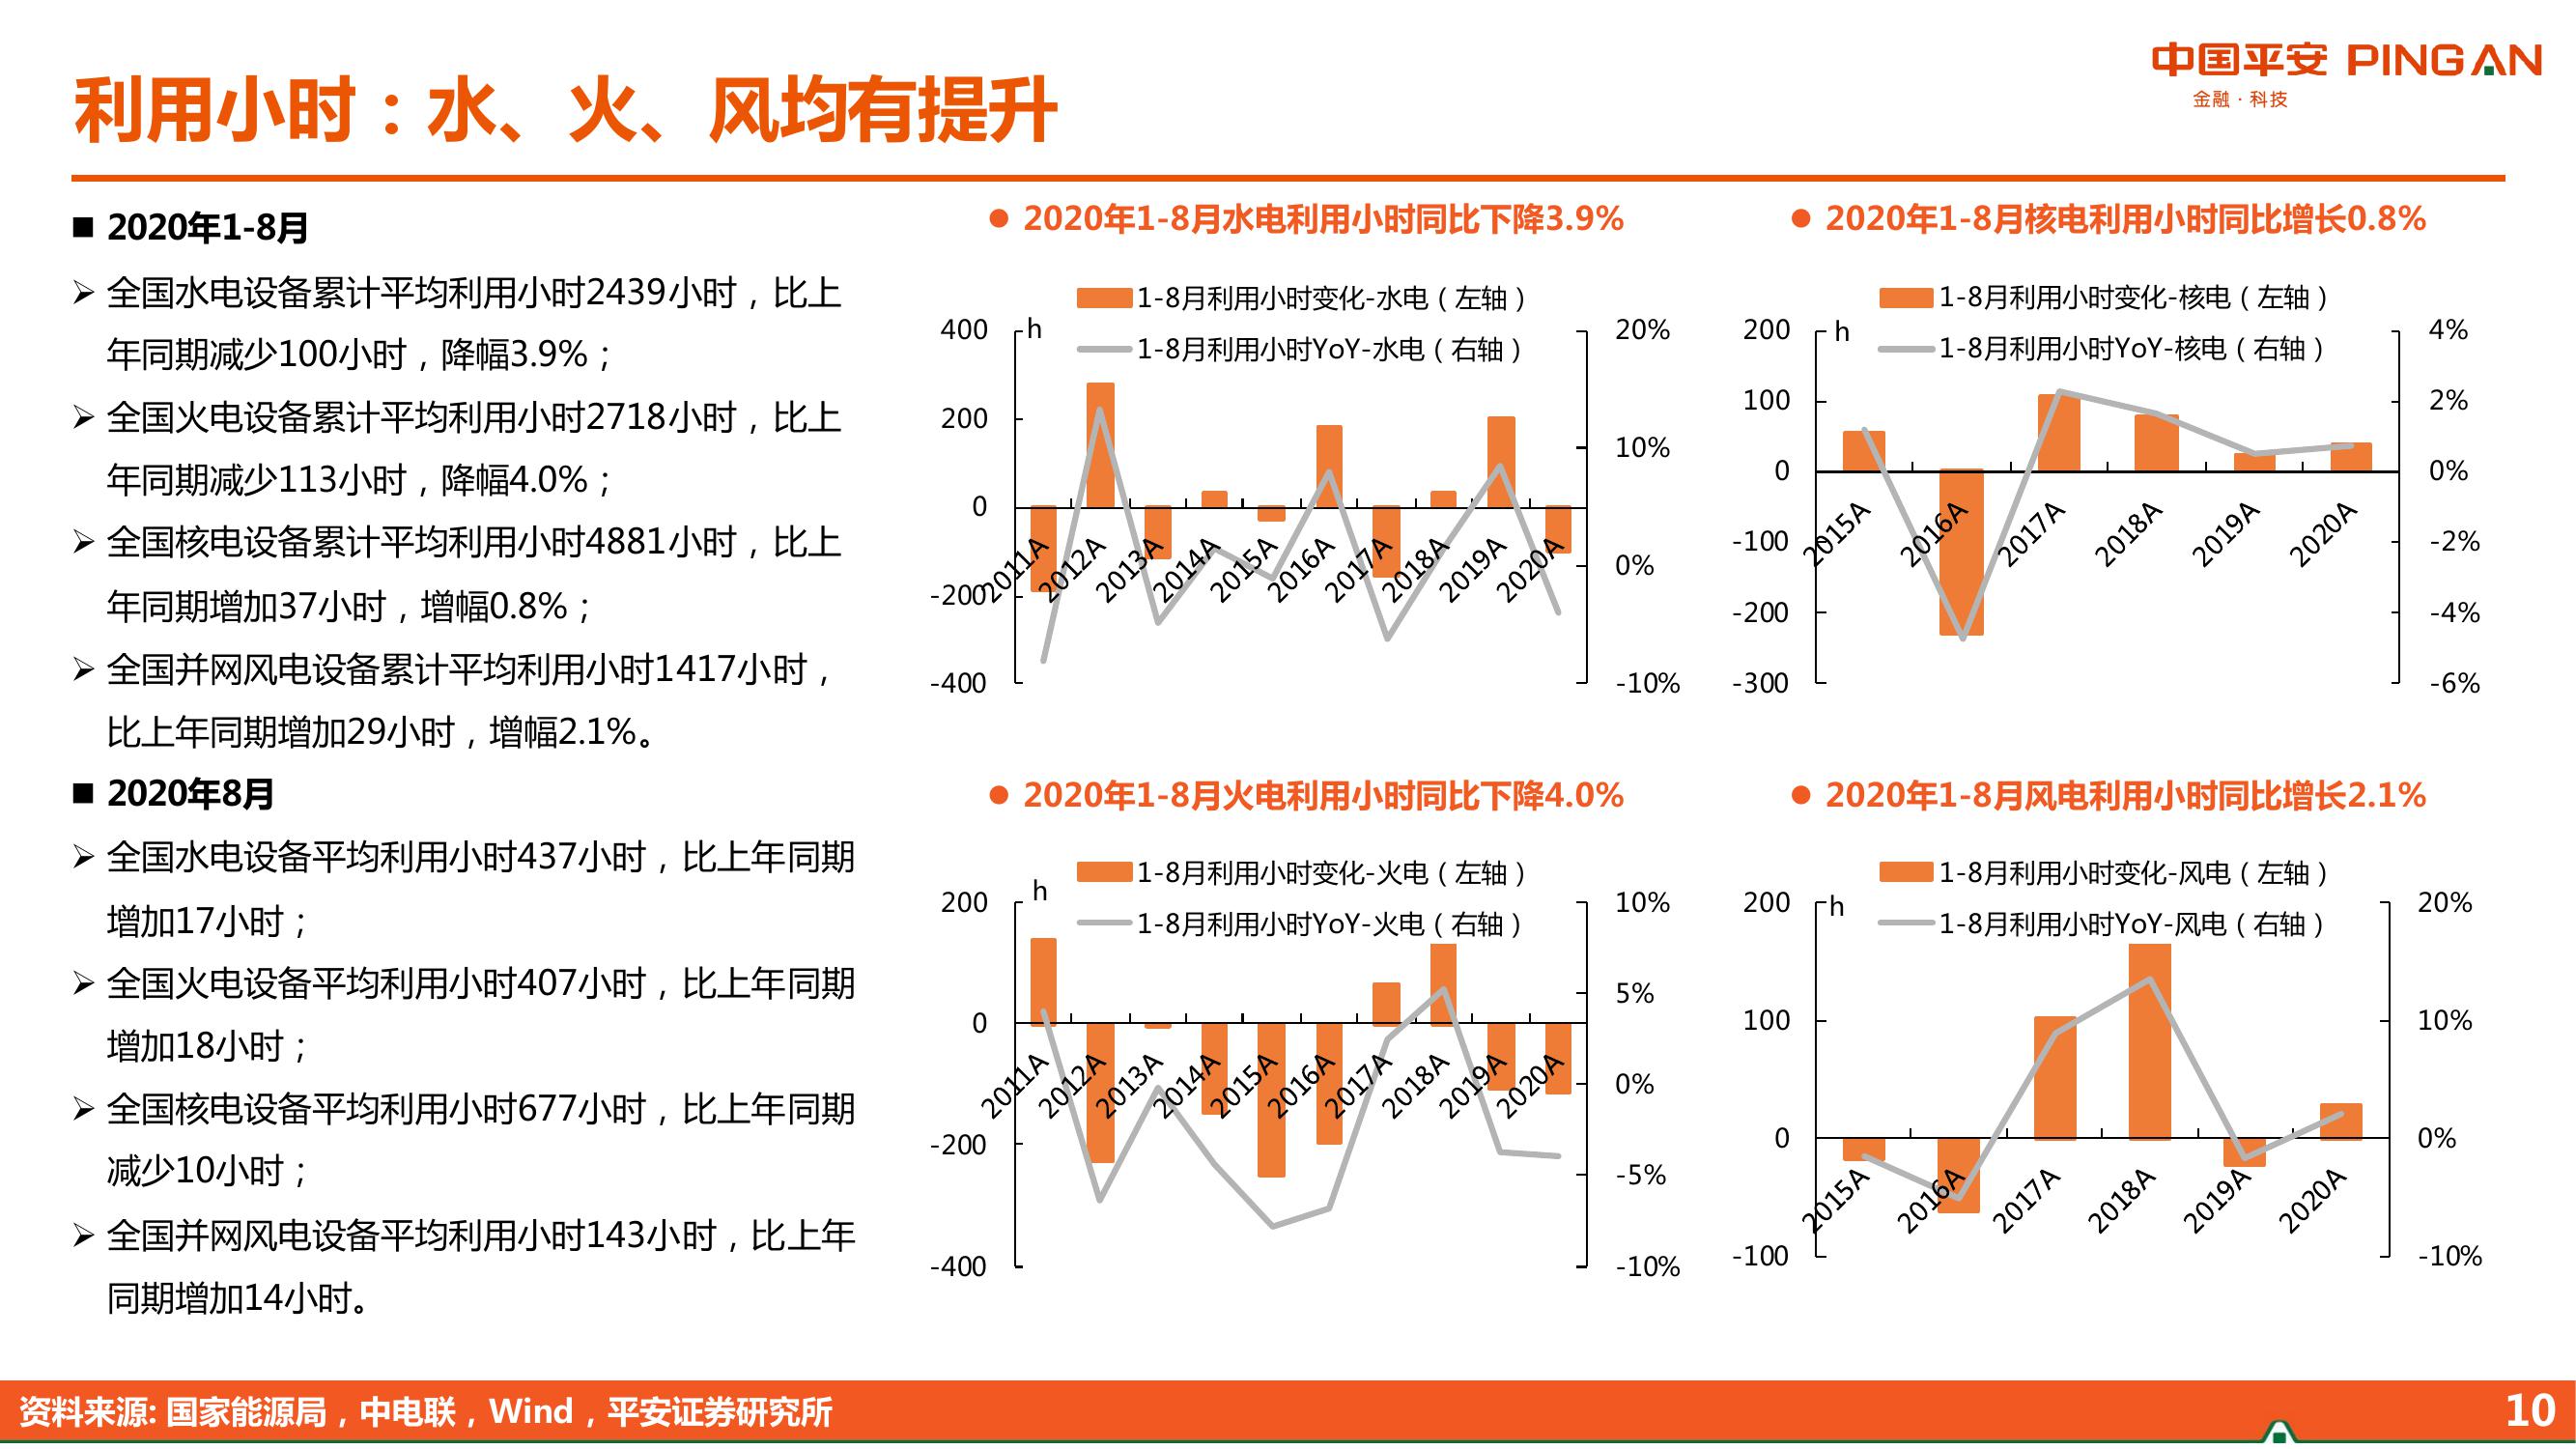 中国平安 PINGAN
金融·科技
利用小时：水、火、风均有提升
■ 2020年1-8月
➢ 全国水电设备累计平均利用小时2439小时，比上
年同期减少100小时，降幅3.9%；
➢ 全国火电设备累计平均利用小时2718小时，比上
年同期减少113小时，降幅4.0%；
➢ 全国核电设备累计平均利用小时4881小时，比上
年同期增加37小时，增幅0.8%；
➢ 全国并网风电设备累计平均利用小时1417小时，
比上年同期增加29小时，增幅2.1%。
■ 2020年8月
➢ 全国水电设备平均利用小时437小时，比上年同期
增加17小时；
➢ 全国火电设备平均利用小时407小时，比上年同期
增加18小时；
➢ 全国核电设备平均利用小时677小时，比上年同期
减少10小时；
➢ 全国并网风电设备平均利用小时143小时，比上年
同期增加14小时。
● 2020年1-8月水电利用小时同比下降3.9%
1-8月利用小时变化-水电（左轴）
1-8月利用小时YoY-水电（右轴）
h
400
200
0
-200
-400
20%
10%
0%
-10%
2011A
2012A
2013A
2014A
2015A
2016A
2017A
2018A
2019A
2020A
● 2020年1-8月核电利用小时同比增长0.8%
1-8月利用小时变化-核电（左轴）
1-8月利用小时YoY-核电（右轴）
h
200
100
0
-100
-200
-300
4%
2%
0%
-2%
-4%
-6%
2015A
2016A
2017A
2018A
2019A
2020A
● 2020年1-8月火电利用小时同比下降4.0%
1-8月利用小时变化-火电（左轴）
1-8月利用小时YoY-火电（右轴）
h
200
0
-200
-400
10%
5%
0%
-5%
-10%
2011A
2012A
2013A
2014A
2015A
2016A
2017A
2018A
2019A
2020A
● 2020年1-8月风电利用小时同比增长2.1%
1-8月利用小时变化-风电（左轴）
1-8月利用小时YoY-风电（右轴）
h
200
100
0
-100
20%
10%
0%
-10%
2015A
2016A
2017A
2018A
2019A
2020A
资料来源: 国家能源局，中电联，Wind，平安证券研究所
10